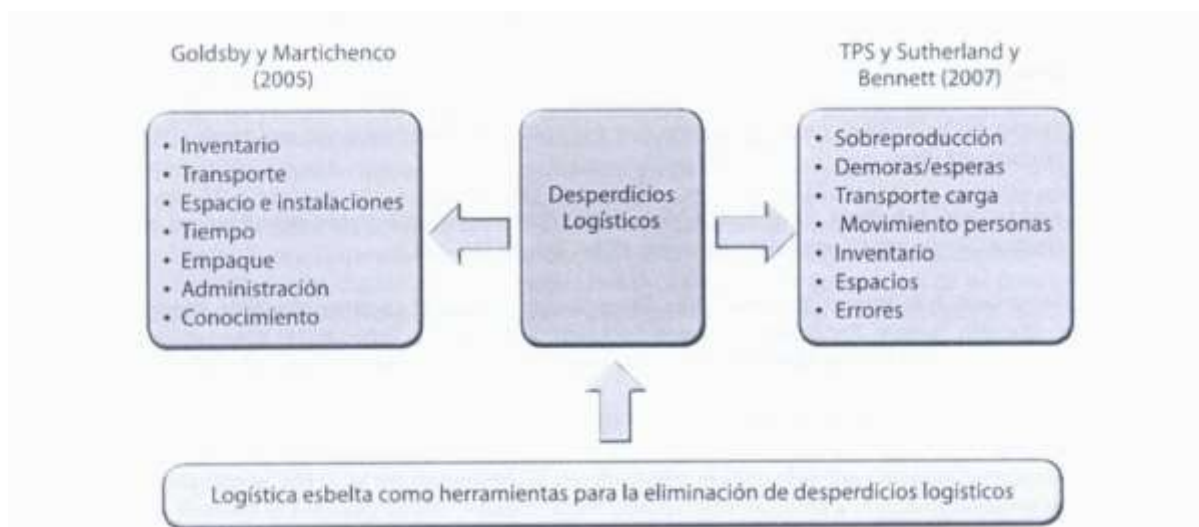 Goldsby y Martichenco
(2005)
• Inventario
• Transporte
• Espacio e instalaciones
• Tiempo
• Empaque
• Administración
• Conocimiento
Desperdicios
Logísticos
TPS y Sutherland y
Bennett (2007)
• Sobreproducción
• Demoras/esperas
• Transporte carga
• Movimiento personas
• Inventario
• Espacios
• Errores
Logística esbelta como herramientas para la eliminación de desperdicios logísticos